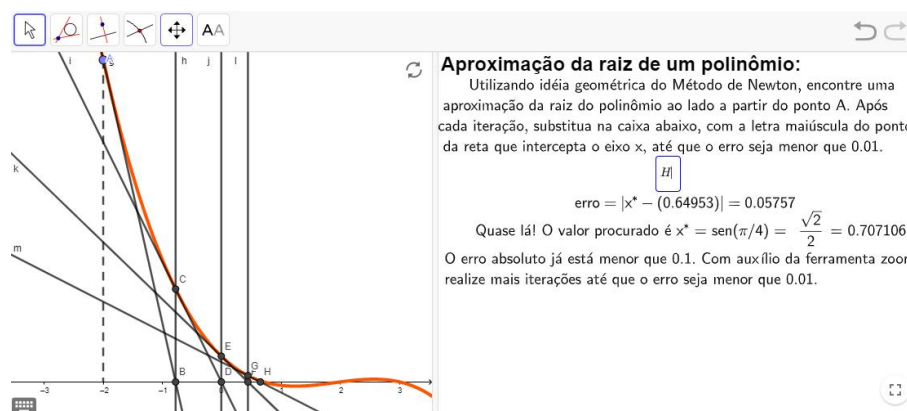 AA
i
A
h
j
l
k
m
C
E
G
H
B
D
-3
-2
-1
1
2
3
Aproximação da raiz de um polinômio:
Utilizando idéia geométrica do Método de Newton, encontre uma
aproximação da raiz do polinômio ao lado a partir do ponto A. Após
cada iteração, substitua na caixa abaixo, com a letra maiúscula do ponto
da reta que intercepta o eixo x, até que o erro seja menor que 0.01.
H
erro = |x* − (0.64953)| = 0.05757
Quase lá! O valor procurado é x* = sen(π/4) = √2/2 = 0.707106
O erro absoluto já está menor que 0.1. Com auxílio da ferramenta zoor
realize mais iterações até que o erro seja menor que 0.01.